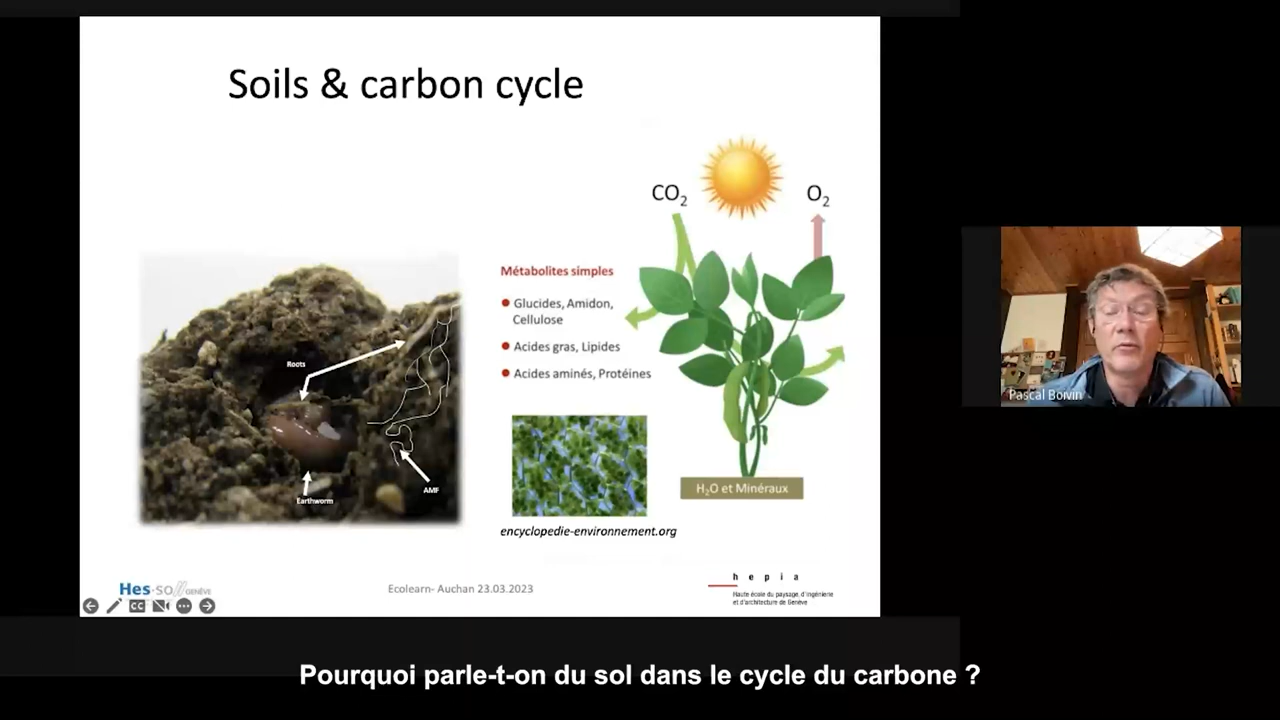 Soils & carbon cycle
CO2
O2
Métabolites simples
Glucides, Amidon,
Cellulose
Acides gras, Lipides
Acides aminés, Protéines
H2O et Minéraux
Roots
Earthworm
AMF
encyclopedie-environnement.org
Hes·so GENÈVE
Ecolearn- Auchan 23.03.2023
h e p i a
Haute école du paysage, d'ingénierie
et d'architecture de Genève
CC
Pascal Boivin
Pourquoi parle-t-on du sol dans le cycle du carbone ?